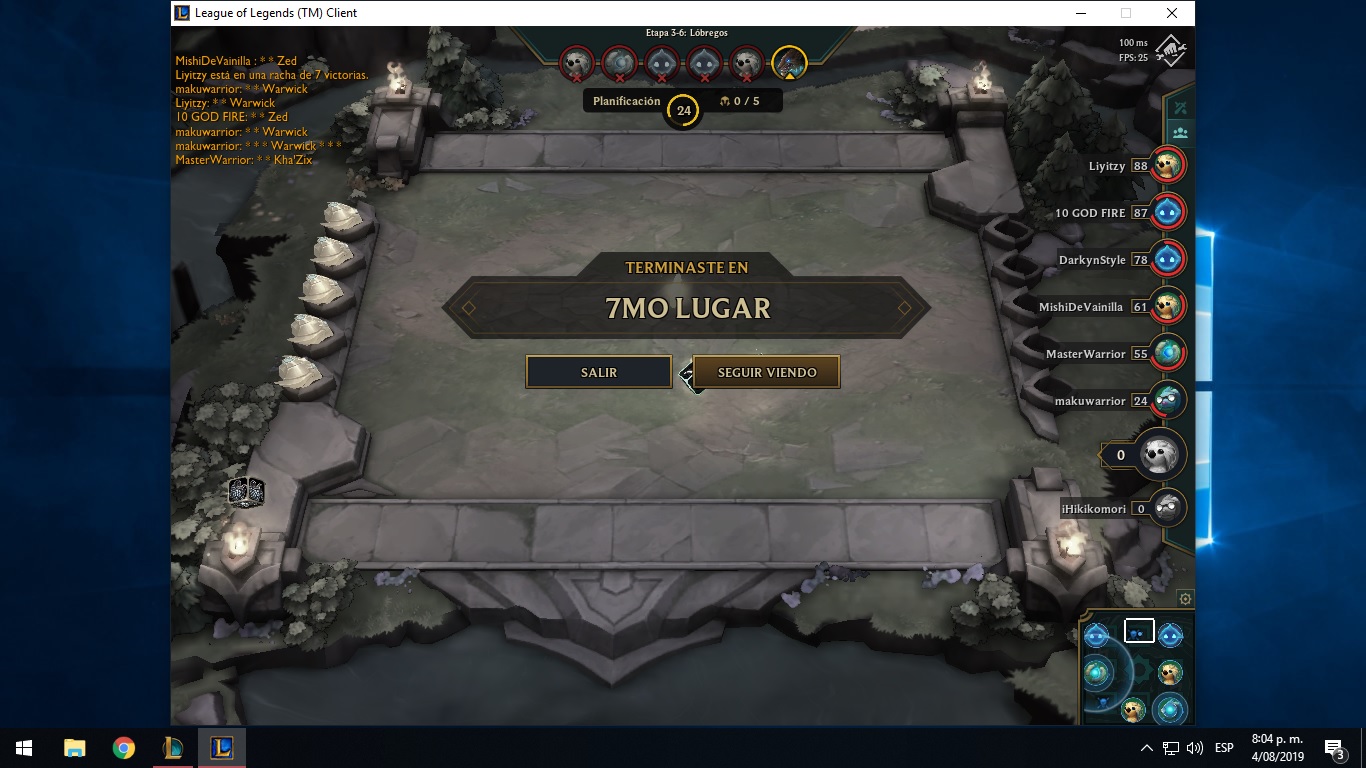 League of Legends (TM) Client
Etapa 3-6: Lóbregos
100 ms
FPS: 25
Planificación
24
0 / 5
MishiDeVainilla : * * Zed
Liyitzy está en una racha de 7 victorias.
makuwarrior: * * Warwick
Liyitzy: * * Warwick
10 GOD FIRE: * * Zed
makuwarrior: * * Warwick
makuwarrior: * * * Warwick * * *
MasterWarrior: * * Kha'Zix
Liyitzy 88
10 GOD FIRE 87
DarkynStyle 78
MishiDeVainilla 61
MasterWarrior 55
makuwarrior 24
0
iHikikomori 0
TERMINASTE EN
7MO LUGAR
SALIR
SEGUIR VIENDO
ESP
8:04 p. m.
4/08/2019
3